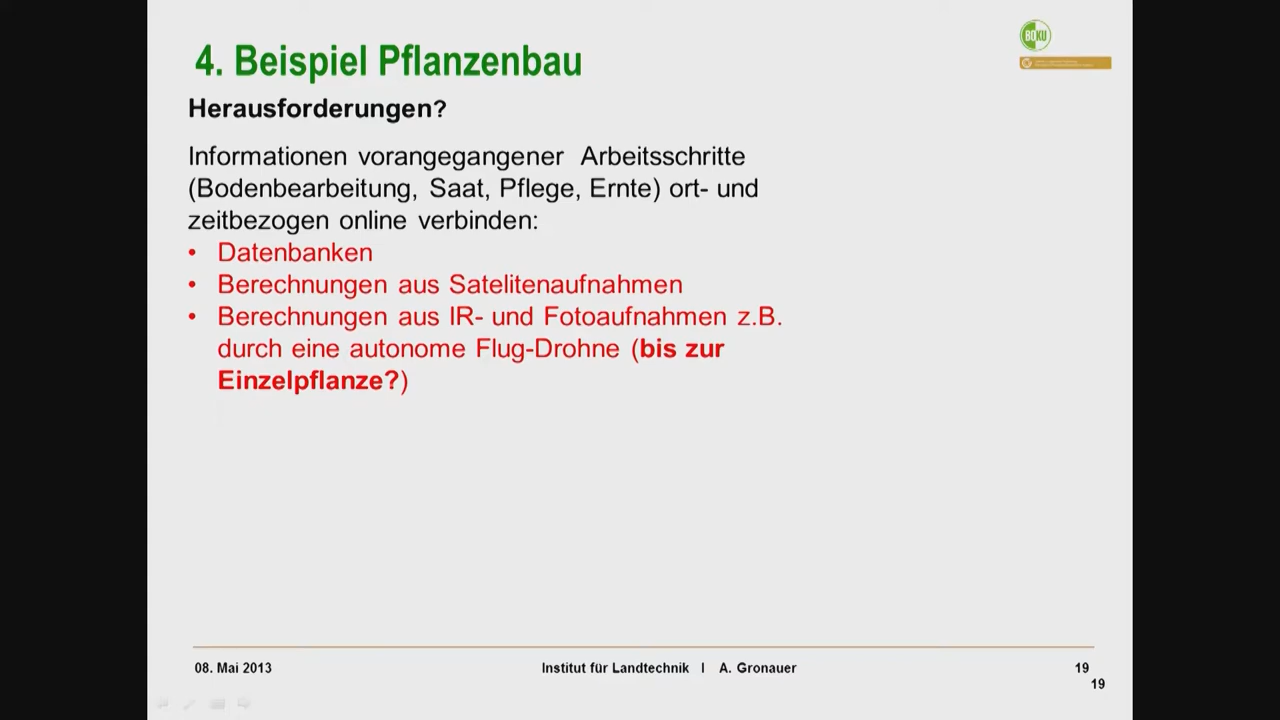 BOKU
4. Beispiel Pflanzenbau
Herausforderungen?
Informationen vorangegangener Arbeitsschritte
(Bodenbearbeitung, Saat, Pflege, Ernte) ort- und
zeitbezogen online verbinden:
• Datenbanken
• Berechnungen aus Satelitenaufnahmen
• Berechnungen aus IR- und Fotoaufnahmen z.B.
durch eine autonome Flug-Drohne (bis zur
Einzelpflanze?)
08. Mai 2013 Institut für Landtechnik I A. Gronauer 19
19